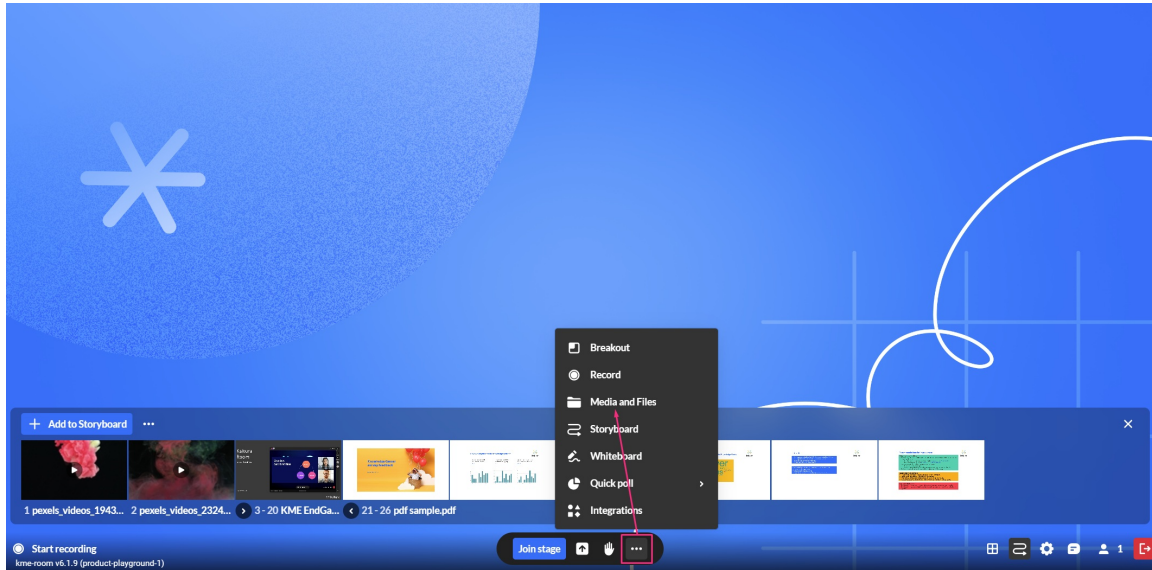 Breakout
Record
Media and Files
Storyboard
Whiteboard
Quick poll
Integrations
Add to Storyboard
1 pexels_videos_1943...
2 pexels_videos_2324...
3 - 20 KME EndGa...
21 - 26 pdf sample.pdf
Start recording
kme-room v6.1.9 (product-playground-1)
Join stage
1